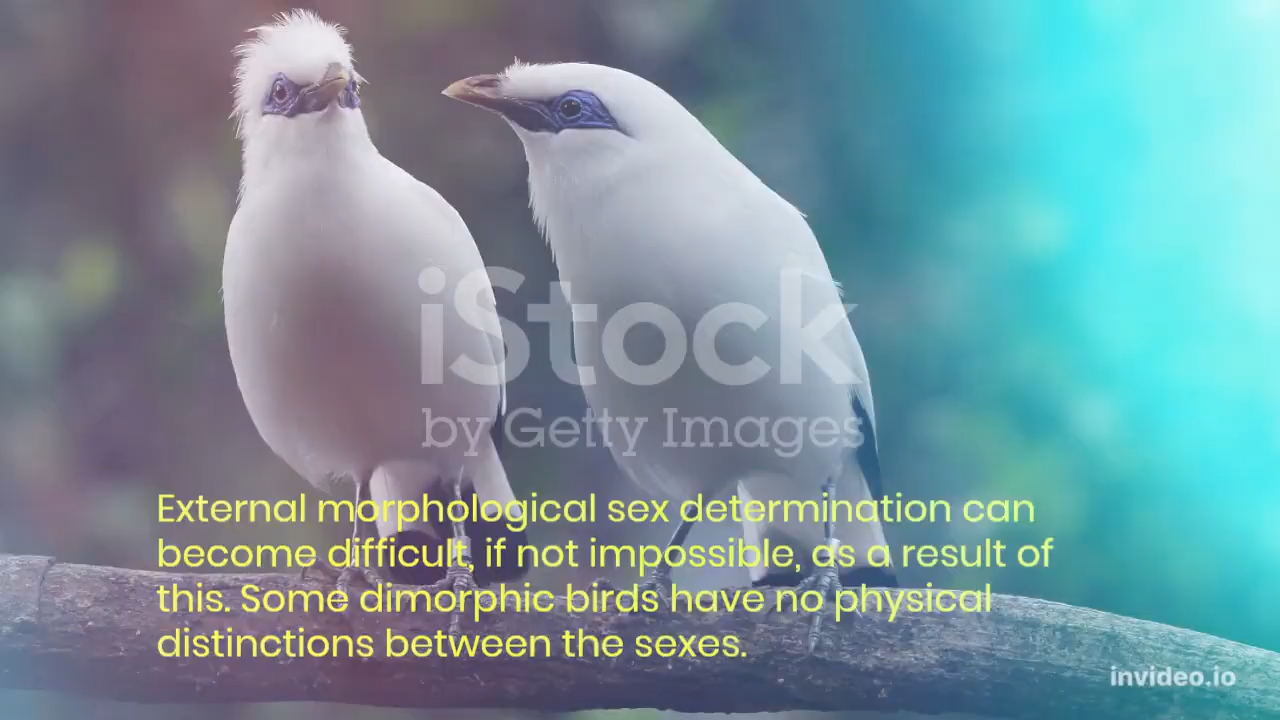 iStock
by Getty Images
External morphological sex determination can
become difficult, if not impossible, as a result of
this. Some dimorphic birds have no physical
distinctions between the sexes.
invideo.io